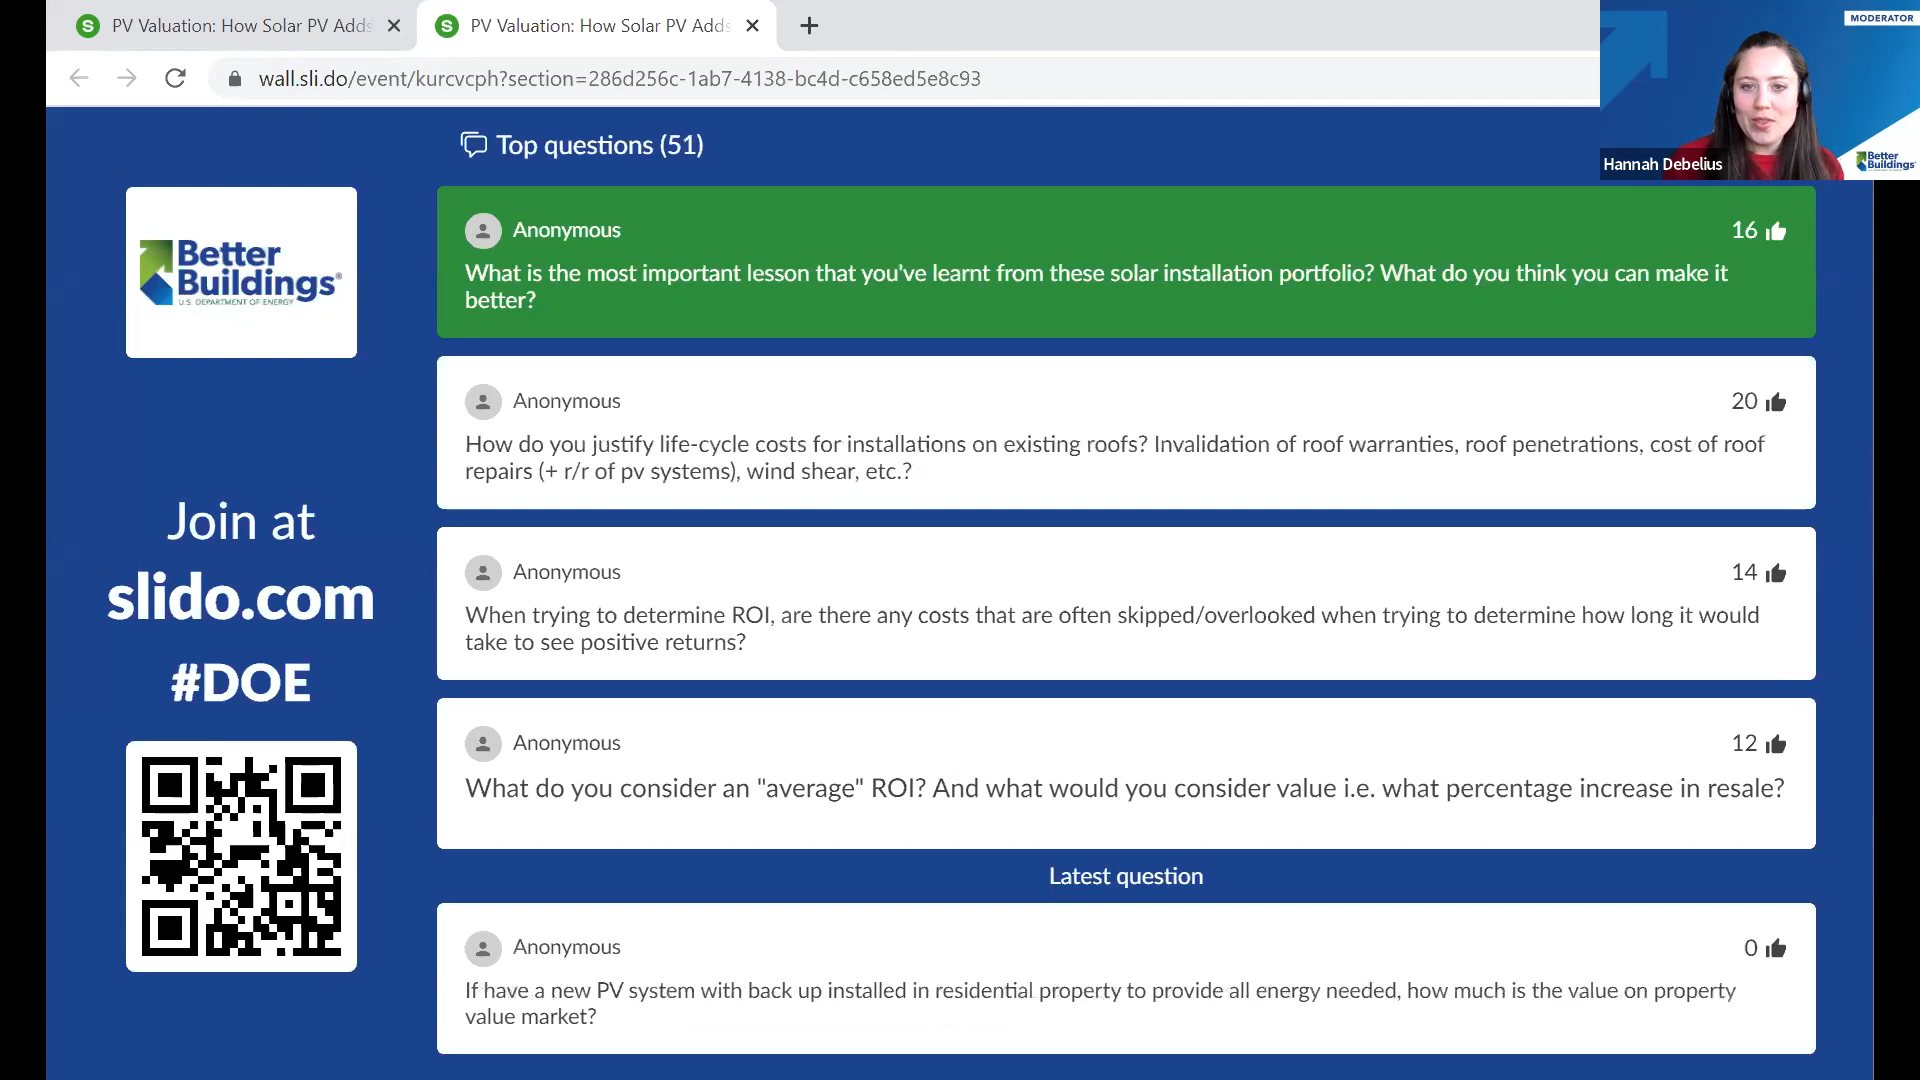 PV Valuation: How Solar PV Adds
PV Valuation: How Solar PV Adds
wall.sli.do/event/kurcvcph?section=286d256c-1ab7-4138-bc4d-c658ed5e8c93
MODERATOR
Hannah Debelius
Better
Buildings
Top questions (51)
Better
Buildings®
U.S. DEPARTMENT OF ENERGY
Join at
slido.com
#DOE
Anonymous
16
What is the most important lesson that you've learnt from these solar installation portfolio? What do you think you can make it
better?
Anonymous
20
How do you justify life-cycle costs for installations on existing roofs? Invalidation of roof warranties, roof penetrations, cost of roof
repairs (+ r/r of pv systems), wind shear, etc.?
Anonymous
14
When trying to determine ROI, are there any costs that are often skipped/overlooked when trying to determine how long it would
take to see positive returns?
Anonymous
12
What do you consider an "average" ROI? And what would you consider value i.e. what percentage increase in resale?
Latest question
Anonymous
0
If have a new PV system with back up installed in residential property to provide all energy needed, how much is the value on property
value market?